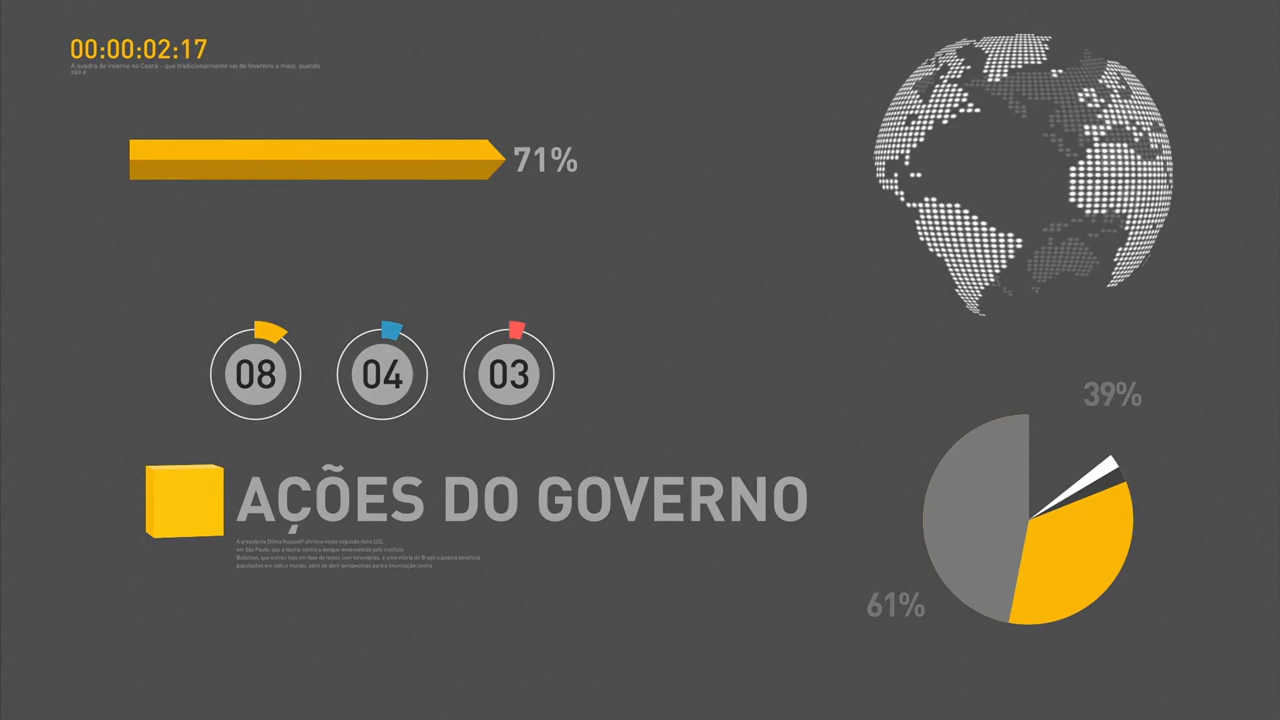 00:00:02:17
A quadra de inverno no Ceará – que tradicionalmente vai de fevereiro a maio, quando
são e
71%
08
04
03
39%
AÇÕES DO GOVERNO
A presidenta Dilma Rousseff afirmou nesta segunda-feira (22),
em São Paulo, que a vacina contra a dengue desenvolvida pelo Instituto
Butantan, que entrou hoje em fase de testes com voluntários, é uma vitória do Brasil e poderá beneficia
populações em todo o mundo, além de abrir perspectivas para a imunização contra
61%